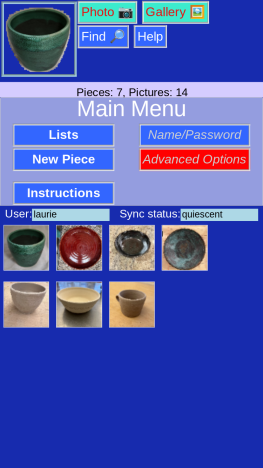 Photo 📷 Gallery 🖼️
Find 🔎 Help
Pieces: 7, Pictures: 14
Main Menu
Lists Name/Password
New Piece Advanced Options
Instructions
User: laurie Sync status: quiescent